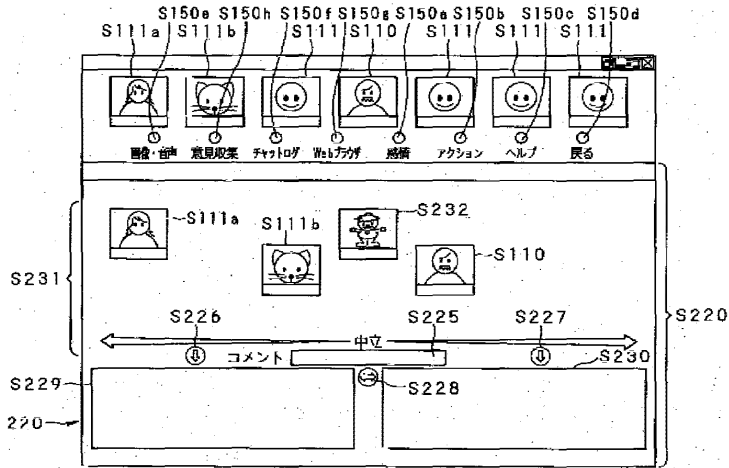 S150e S150h S150f S150g S150a S150b S150c S150d
S111a S111b S111 S110 S111 S111 S111
画像・音声 意見収集 チャットログ Webブラウザ 感情 アクション ヘルプ 戻る
S111a S111b S232 S110
S231
S220
S226 S225 S227
中立
コメント
S230
S229 S228
220